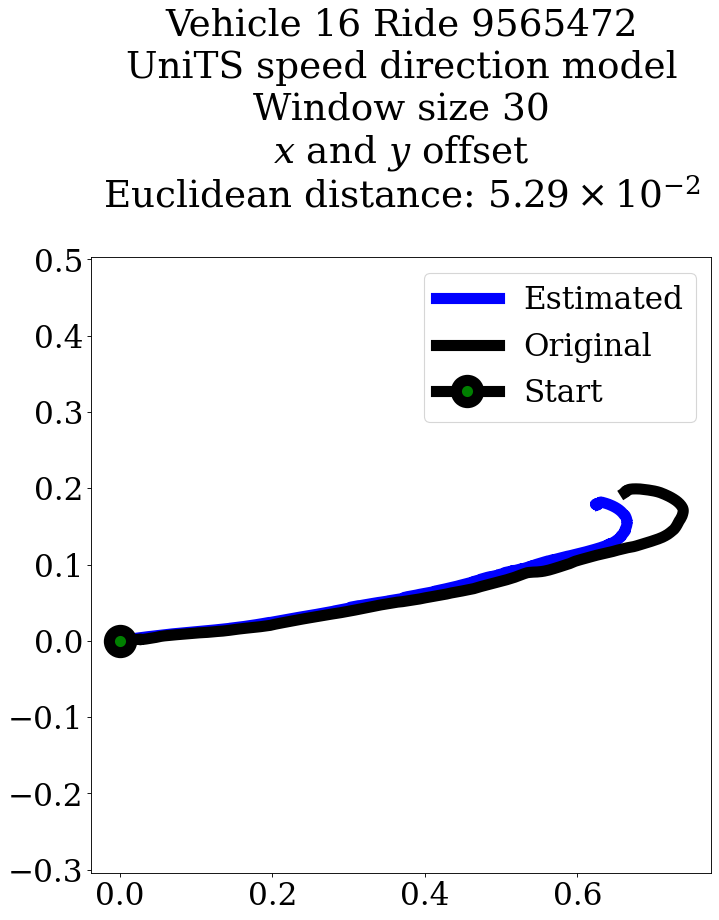 Vehicle 16 Ride 9565472
UniTS speed direction model
Window size 30
x and y offset
Euclidean distance: 5.29 × 10⁻²
Estimated
Original
Start
0.5
0.4
0.3
0.2
0.1
0.0
−0.1
−0.2
−0.3
0.0 0.2 0.4 0.6